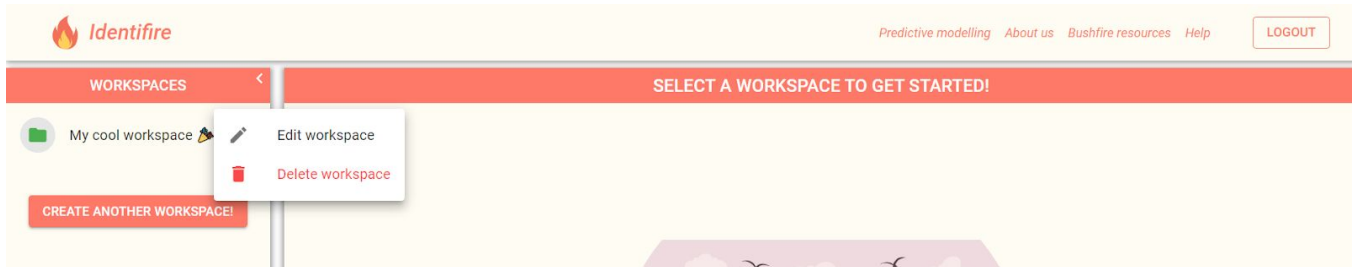 Identifire
Predictive modelling About us Bushfire resources Help LOGOUT
WORKSPACES
SELECT A WORKSPACE TO GET STARTED!
My cool workspace 🎉
Edit workspace
Delete workspace
CREATE ANOTHER WORKSPACE!